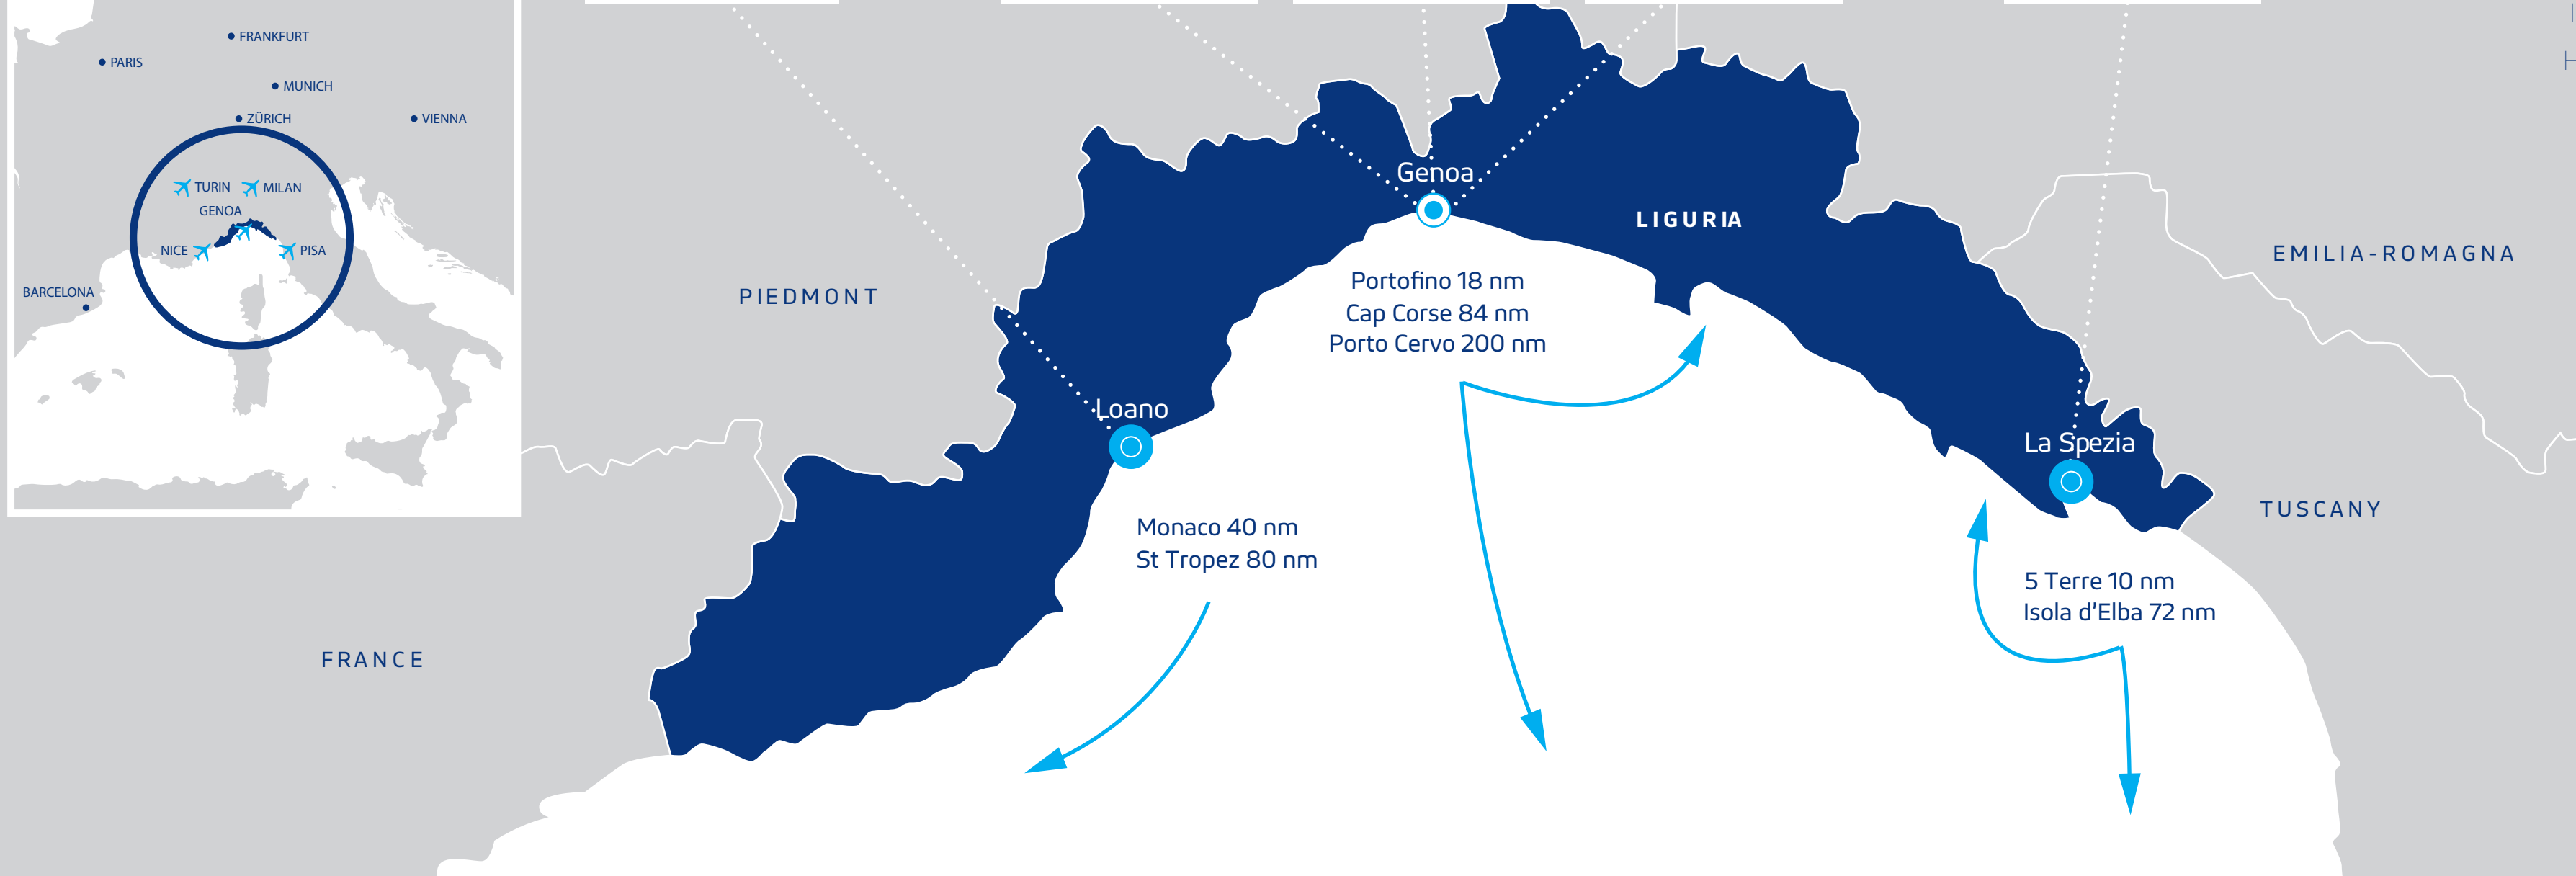 FRANKFURT
PARIS
MUNICH
ZÜRICH
VIENNA
TURIN
MILAN
GENOA
NICE
PISA
BARCELONA
Genoa
LIGURIA
EMILIA-ROMAGNA
PIEDMONT
Portofino 18 nm
Cap Corse 84 nm
Porto Cervo 200 nm
Loano
La Spezia
TUSCANY
Monaco 40 nm
St Tropez 80 nm
5 Terre 10 nm
Isola d'Elba 72 nm
FRANCE